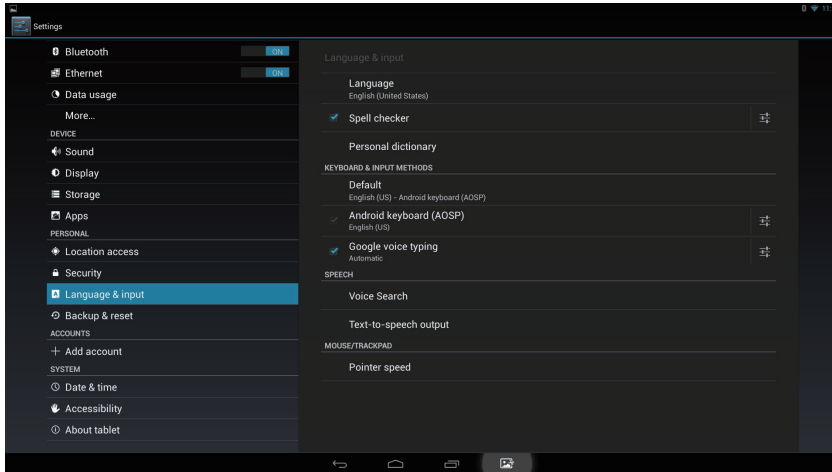 11:
Settings
Bluetooth ON
Ethernet ON
Data usage
More...
DEVICE
Sound
Display
Storage
Apps
PERSONAL
Location access
Security
Language & input
Backup & reset
ACCOUNTS
Add account
SYSTEM
Date & time
Accessibility
About tablet
Language & input
Language
English (United States)
Spell checker
Personal dictionary
KEYBOARD & INPUT METHODS
Default
English (US) - Android keyboard (AOSP)
Android keyboard (AOSP)
English (US)
Google voice typing
Automatic
SPEECH
Voice Search
Text-to-speech output
MOUSE/TRACKPAD
Pointer speed